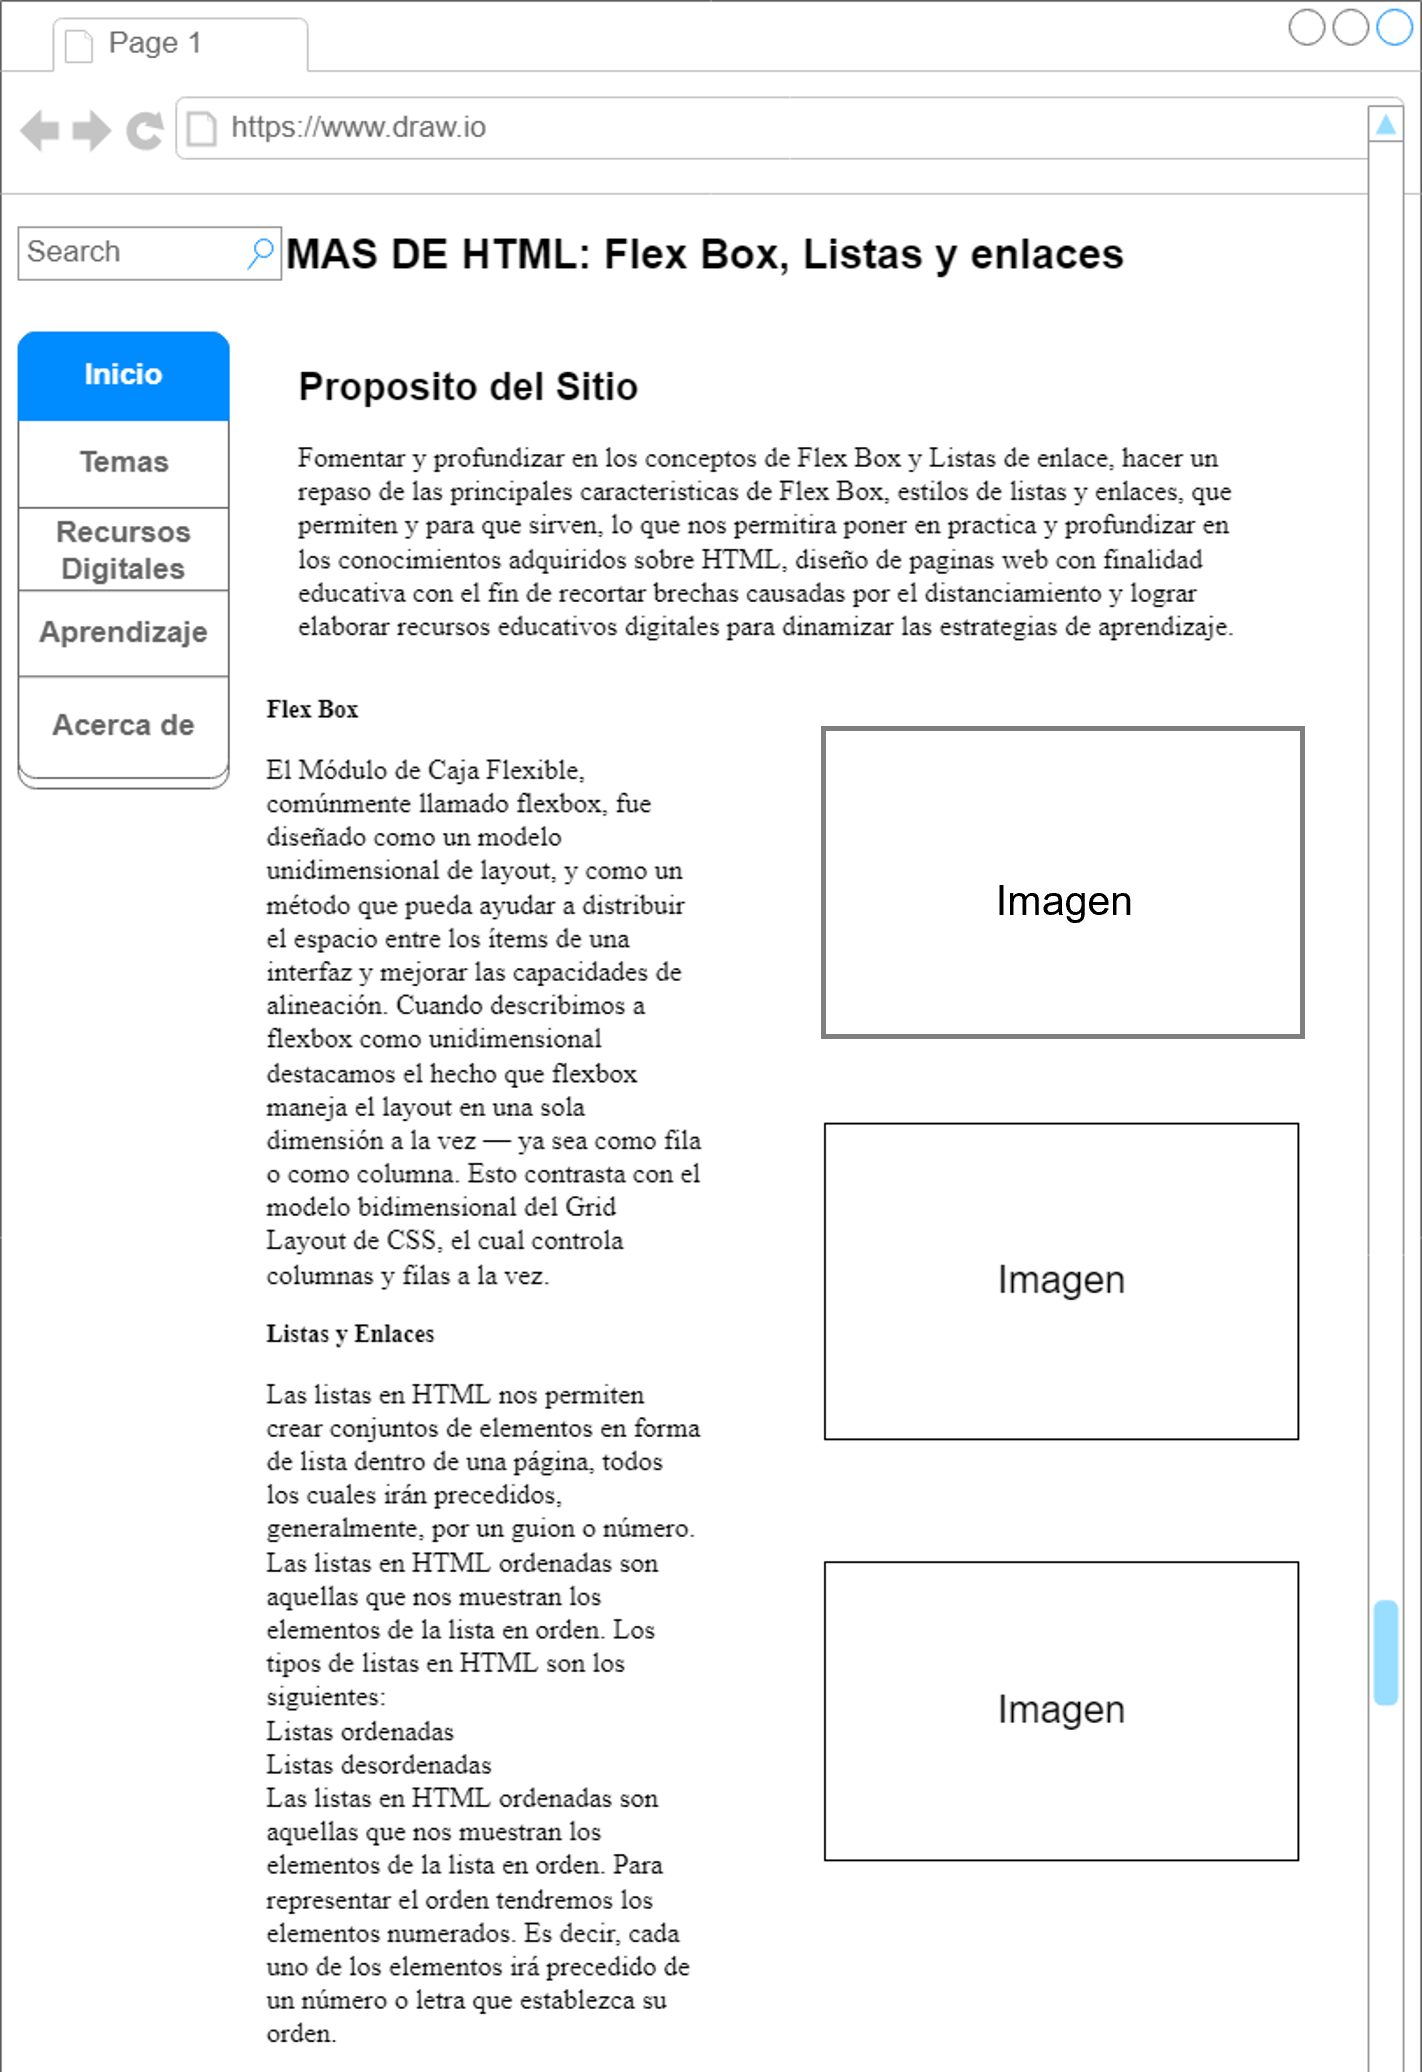 Page 1
https://www.draw.io
Search
MAS DE HTML: Flex Box, Listas y enlaces
Inicio
Temas
Recursos
Digitales
Aprendizaje
Acerca de
Proposito del Sitio
Fomentar y profundizar en los conceptos de Flex Box y Listas de enlace, hacer un
repaso de las principales caracteristicas de Flex Box, estilos de listas y enlaces, que
permiten y para que sirven, lo que nos permitira poner en practica y profundizar en
los conocimientos adquiridos sobre HTML, diseño de paginas web con finalidad
educativa con el fin de recortar brechas causadas por el distanciamiento y lograr
elaborar recursos educativos digitales para dinamizar las estrategias de aprendizaje.
Flex Box
El Módulo de Caja Flexible,
comúnmente llamado flexbox, fue
diseñado como un modelo
unidimensional de layout, y como un
método que pueda ayudar a distribuir
el espacio entre los ítems de una
interfaz y mejorar las capacidades de
alineación. Cuando describimos a
flexbox como unidimensional
destacamos el hecho que flexbox
maneja el layout en una sola
dimensión a la vez — ya sea como fila
o como columna. Esto contrasta con el
modelo bidimensional del Grid
Layout de CSS, el cual controla
columnas y filas a la vez.
Listas y Enlaces
Las listas en HTML nos permiten
crear conjuntos de elementos en forma
de lista dentro de una página, todos
los cuales irán precedidos,
generalmente, por un guion o número.
Las listas en HTML ordenadas son
aquellas que nos muestran los
elementos de la lista en orden. Los
tipos de listas en HTML son los
siguientes:
Listas ordenadas
Listas desordenadas
Las listas en HTML ordenadas son
aquellas que nos muestran los
elementos de la lista en orden. Para
representar el orden tendremos los
elementos numerados. Es decir, cada
uno de los elementos irá precedido de
un número o letra que establezca su
orden.
Imagen
Imagen
Imagen